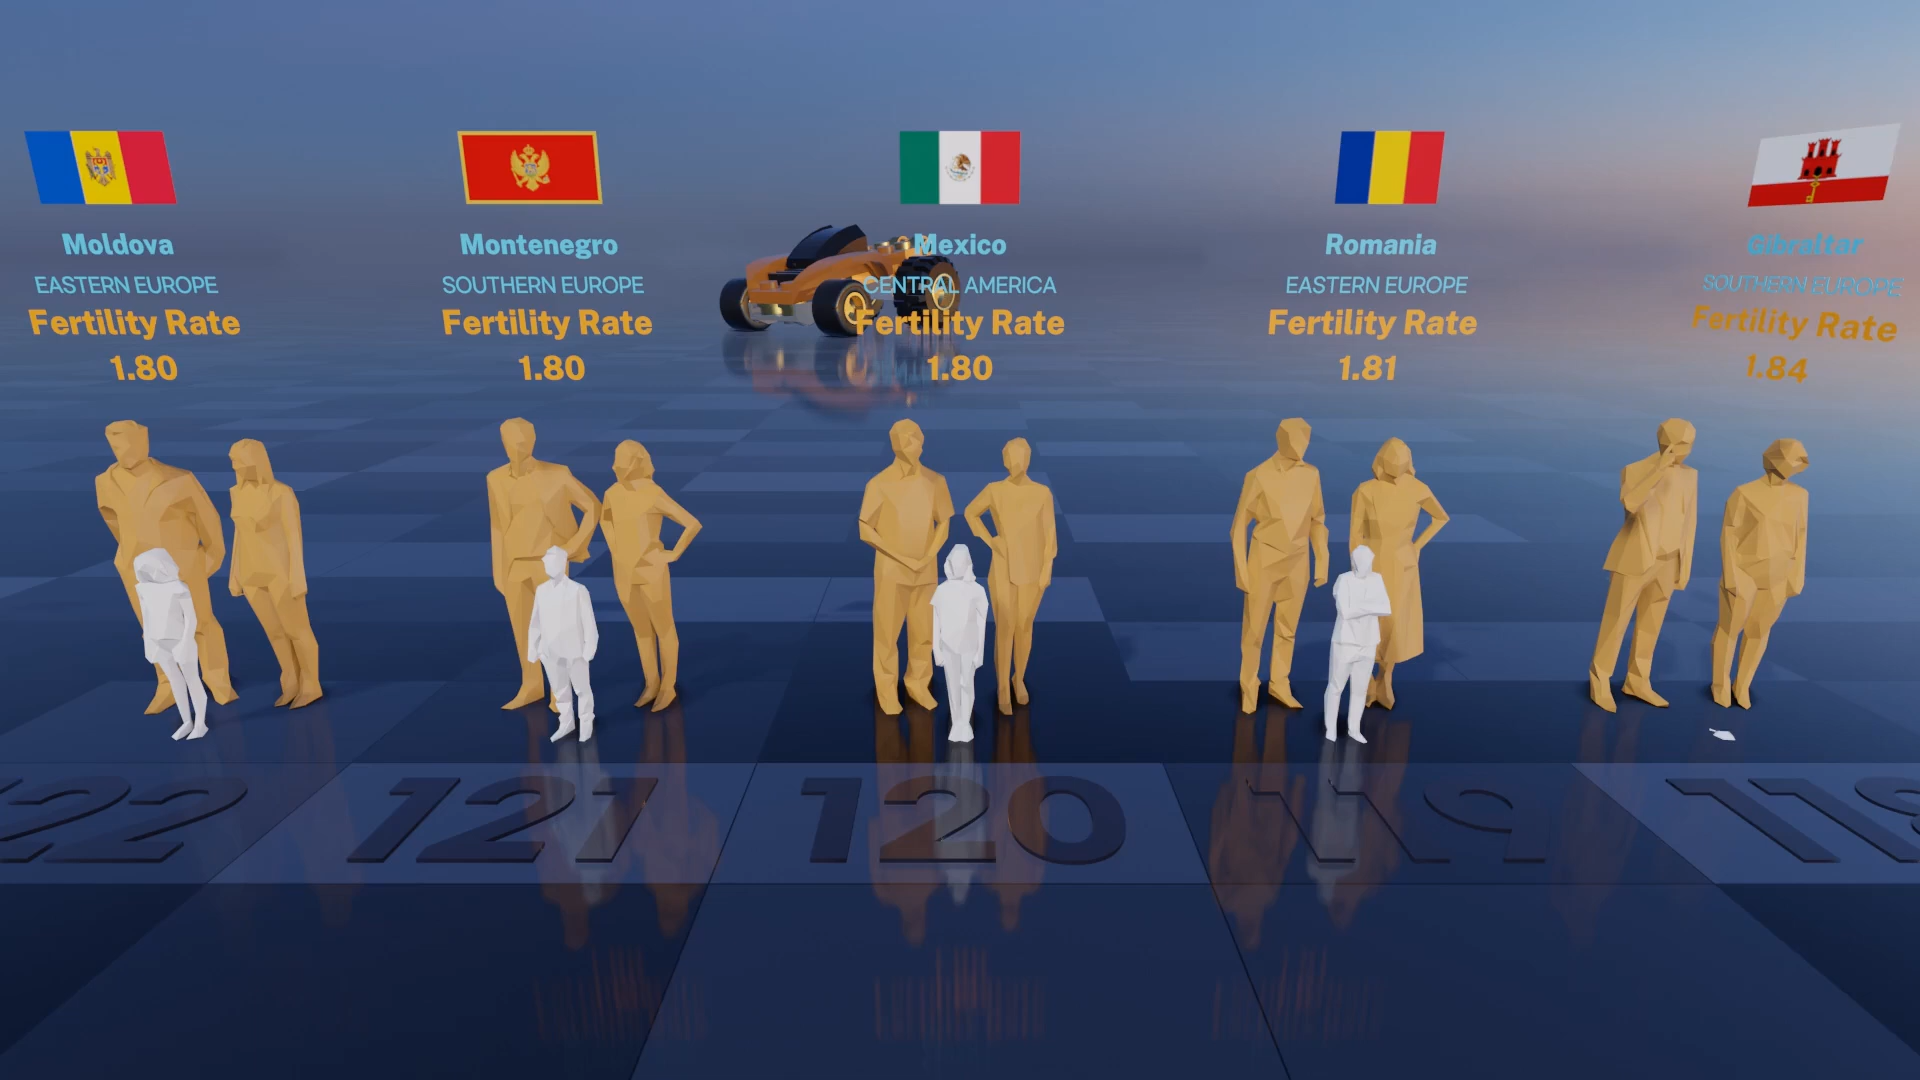 Moldova
EASTERN EUROPE
Fertility Rate
1.80
Montenegro
SOUTHERN EUROPE
Fertility Rate
1.80
Mexico
CENTRAL AMERICA
Fertility Rate
1.80
Romania
EASTERN EUROPE
Fertility Rate
1.81
Gibraltar
SOUTHERN EUROPE
Fertility Rate
1.84
122
121
120
119
118